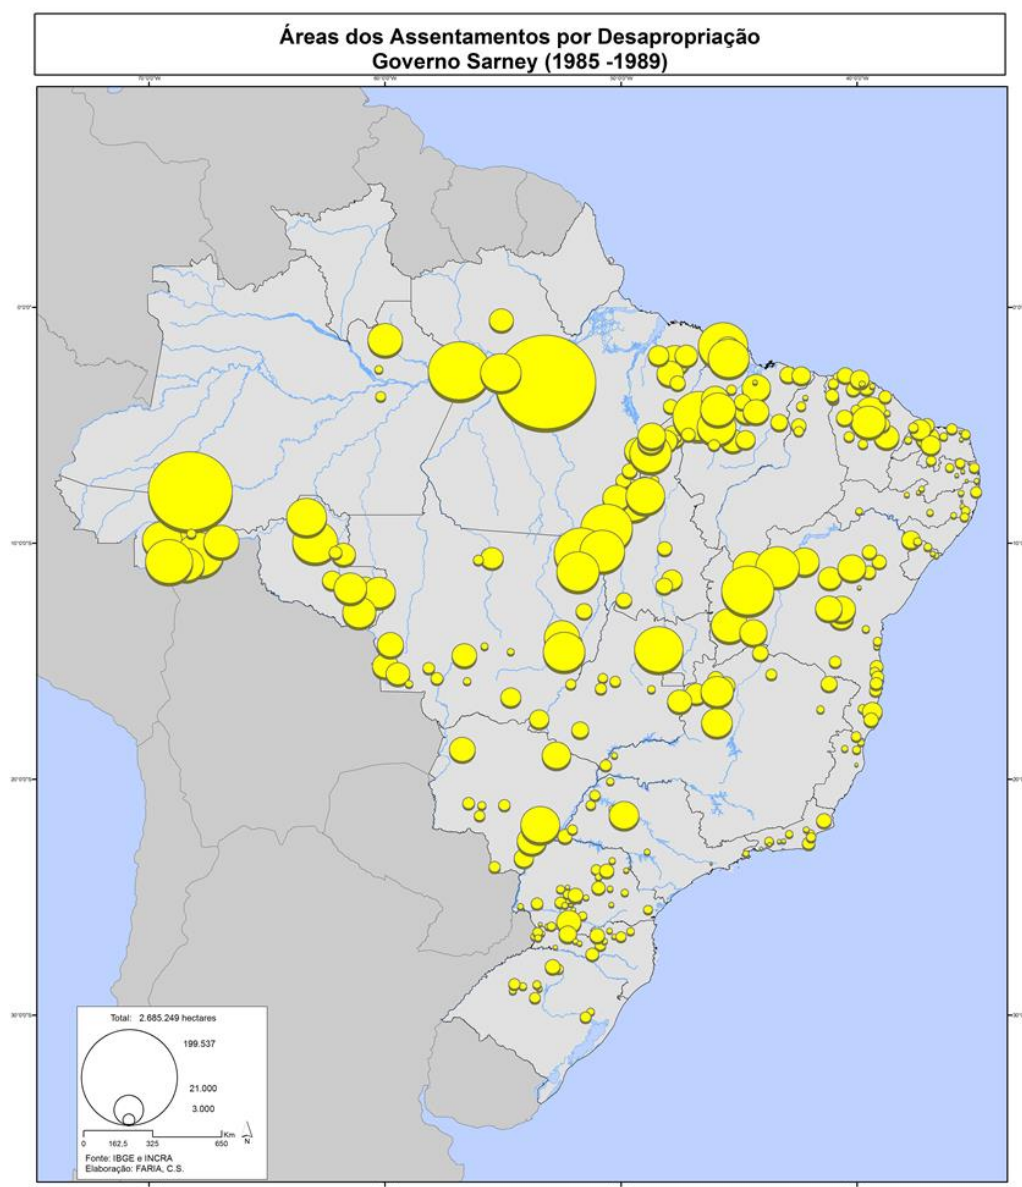 Áreas dos Assentamentos por Desapropriação
Governo Sarney (1985 -1989)
Total: 2.685.249 hectares
199.537
21.000
3.000
Km
0 162,5 325 650
N
Fonte: IBGE e INCRA
Elaboração: FARIA, C.S.